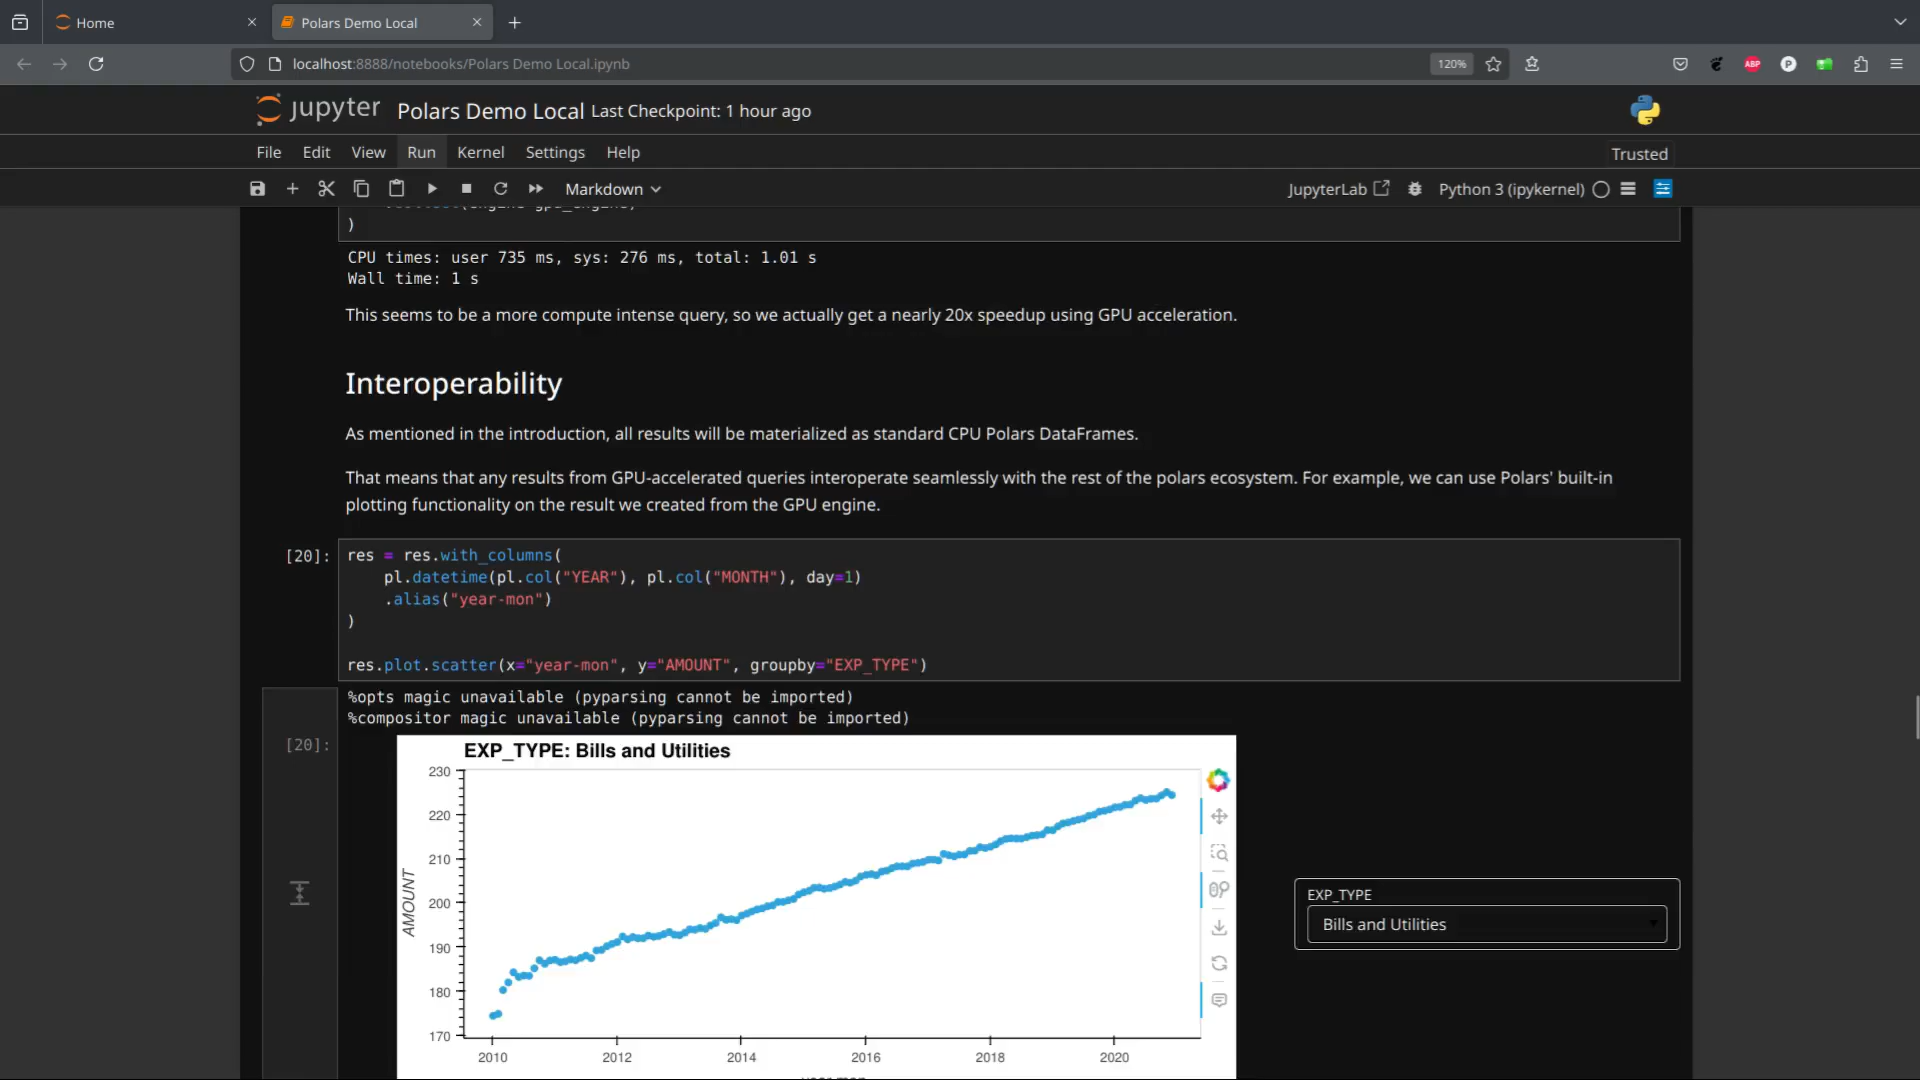 Home
Polars Demo Local
localhost:8888/notebooks/Polars Demo Local.ipynb
120%
ABP
P
jupyter
Polars Demo Local Last Checkpoint: 1 hour ago
File Edit View Run Kernel Settings Help
Trusted
Markdown
JupyterLab
Python 3 (ipykernel)
)
CPU times: user 735 ms, sys: 276 ms, total: 1.01 s
Wall time: 1 s
This seems to be a more compute intense query, so we actually get a nearly 20x speedup using GPU acceleration.
Interoperability
As mentioned in the introduction, all results will be materialized as standard CPU Polars DataFrames.
That means that any results from GPU-accelerated queries interoperate seamlessly with the rest of the polars ecosystem. For example, we can use Polars' built-in
plotting functionality on the result we created from the GPU engine.
[20]:
res = res.with_columns(
pl.datetime(pl.col("YEAR"), pl.col("MONTH"), day=1)
.alias("year-mon")
)
res.plot.scatter(x="year-mon", y="AMOUNT", groupby="EXP_TYPE")
%opts magic unavailable (pyparsing cannot be imported)
%compositor magic unavailable (pyparsing cannot be imported)
[20]:
EXP_TYPE: Bills and Utilities
230
220
210
200
190
180
170
AMOUNT
2010 2012 2014 2016 2018 2020
EXP_TYPE
Bills and Utilities